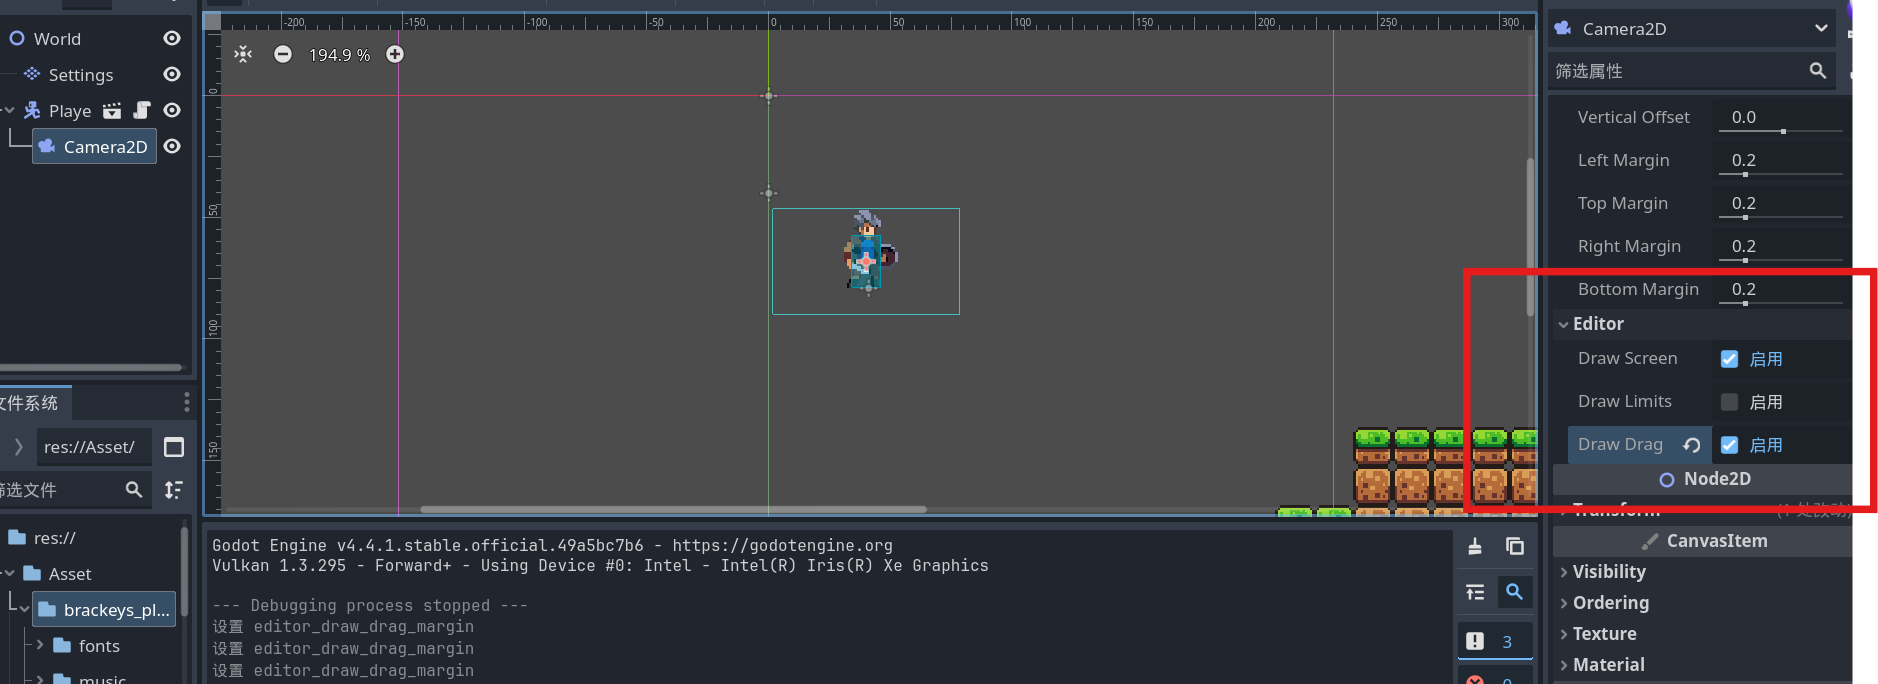 World
Settings
Playe
Camera2D
文件系统
res://Asset/
筛选文件
res://
Asset
brackeys_pl...
fonts
music
-200
-150
-100
-50
0
50
100
150
200
250
300
194.9 %
0
50
100
150
Godot Engine v4.4.1.stable.official.49a5bc7b6 - https://godotengine.org
Vulkan 1.3.295 - Forward+ - Using Device #0: Intel - Intel(R) Iris(R) Xe Graphics
--- Debugging process stopped ---
设置 editor_draw_drag_margin
设置 editor_draw_drag_margin
设置 editor_draw_drag_margin
3
Camera2D
筛选属性
Vertical Offset 0.0
Left Margin 0.2
Top Margin 0.2
Right Margin 0.2
Bottom Margin 0.2
Editor
Draw Screen 启用
Draw Limits 启用
Draw Drag 启用
Node2D
Transform (1 处改动)
CanvasItem
Visibility
Ordering
Texture
Material